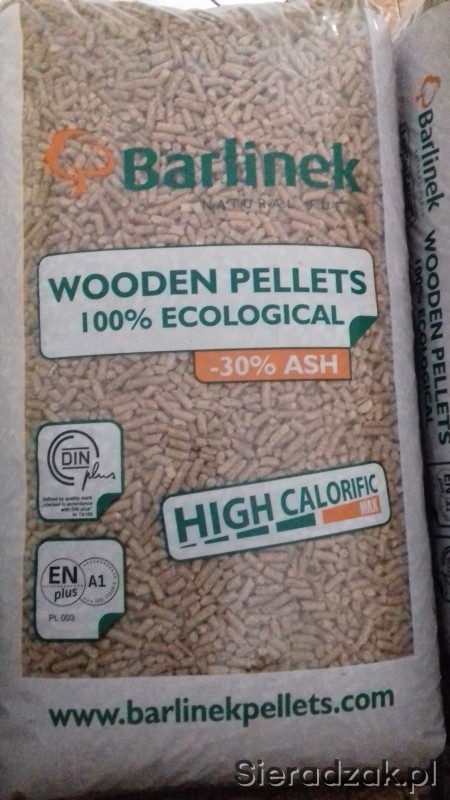 Barlinek
NATURAL FUEL
WOODEN PELLETS
100% ECOLOGICAL
-30% ASH
DIN
plus
HIGH CALORIFIC
MAX
EN
plus
A1
PL 003
www.barlinekpellets.com
Barlinek
WOODEN PELLETS
100% ECOLOGICAL
Sieradzak.pl